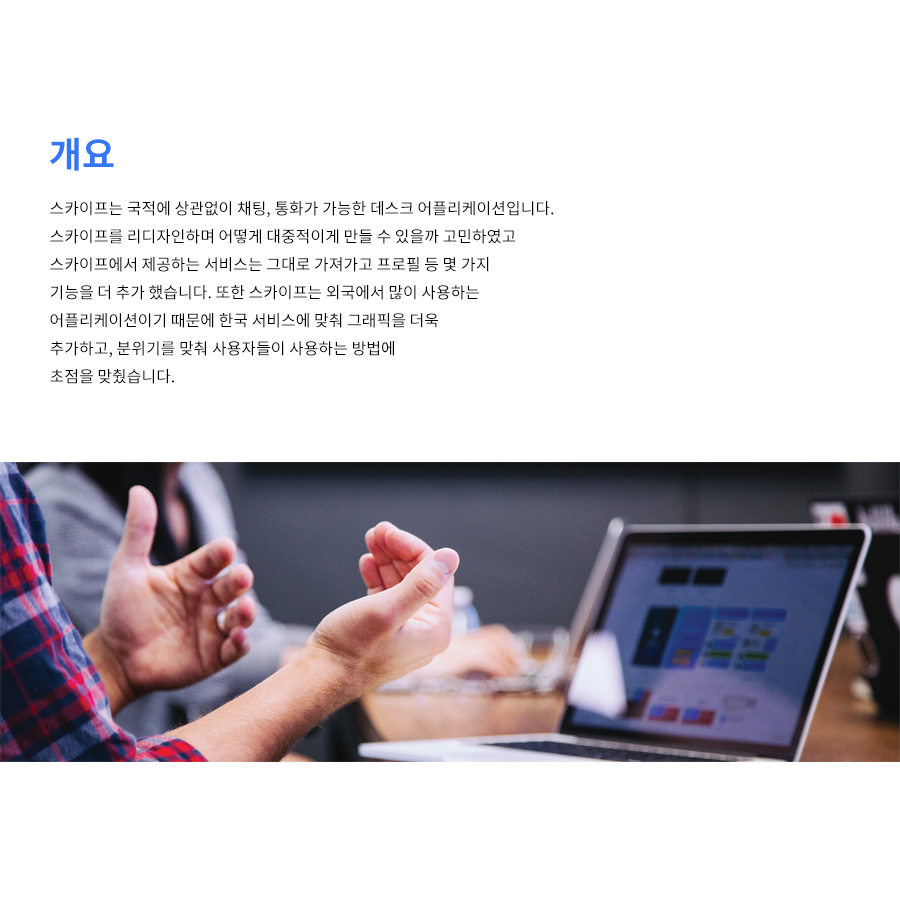 개요
스카이프는 국적에 상관없이 채팅, 통화가 가능한 데스크 어플리케이션입니다.
스카이프를 리디자인하며 어떻게 대중적이게 만들 수 있을까 고민하였고
스카이프에서 제공하는 서비스는 그대로 가져가고 프로필 등 몇 가지
기능을 더 추가 했습니다. 또한 스카이프는 외국에서 많이 사용하는
어플리케이션이기 때문에 한국 서비스에 맞춰 그래픽을 더욱
추가하고, 분위기를 맞춰 사용자들이 사용하는 방법에
초점을 맞췄습니다.